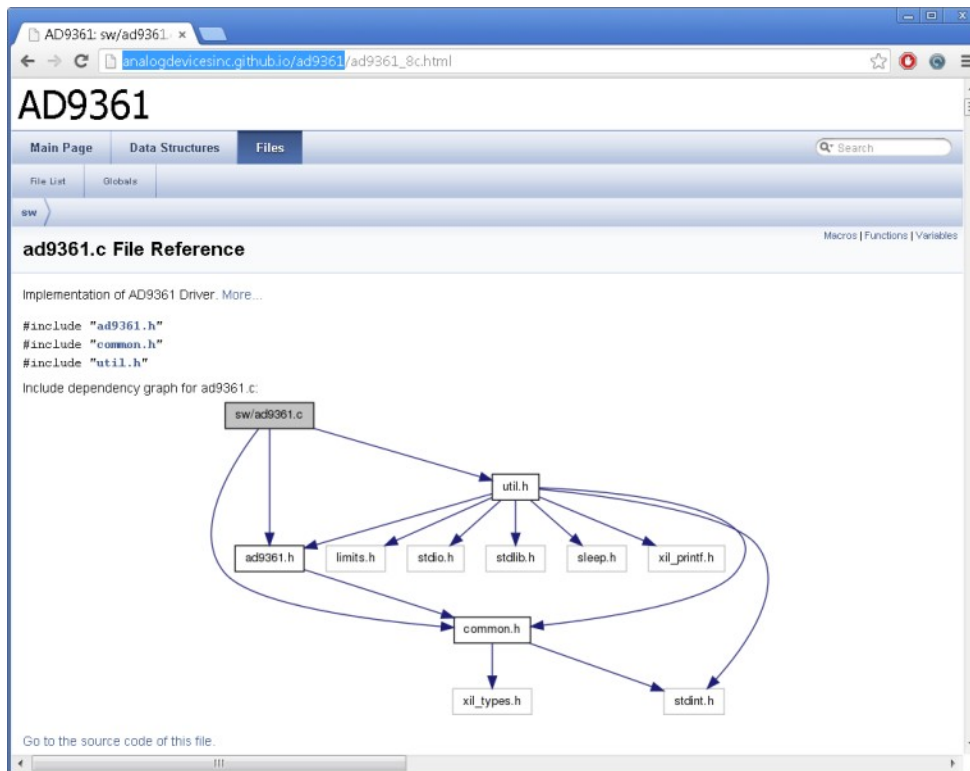 AD9361: sw/ad9361.
analogdevicesinc.github.io/ad9361/ad9361_8c.html
AD9361
Main Page Data Structures Files Search
File List Globals
sw
Macros | Functions | Variables
ad9361.c File Reference
Implementation of AD9361 Driver. More...
#include "ad9361.h"
#include "common.h"
#include "util.h"
Include dependency graph for ad9361.c:
sw/ad9361.c
util.h
ad9361.h limits.h stdio.h stdlib.h sleep.h xil_printf.h
common.h
xil_types.h stdint.h
Go to the source code of this file.